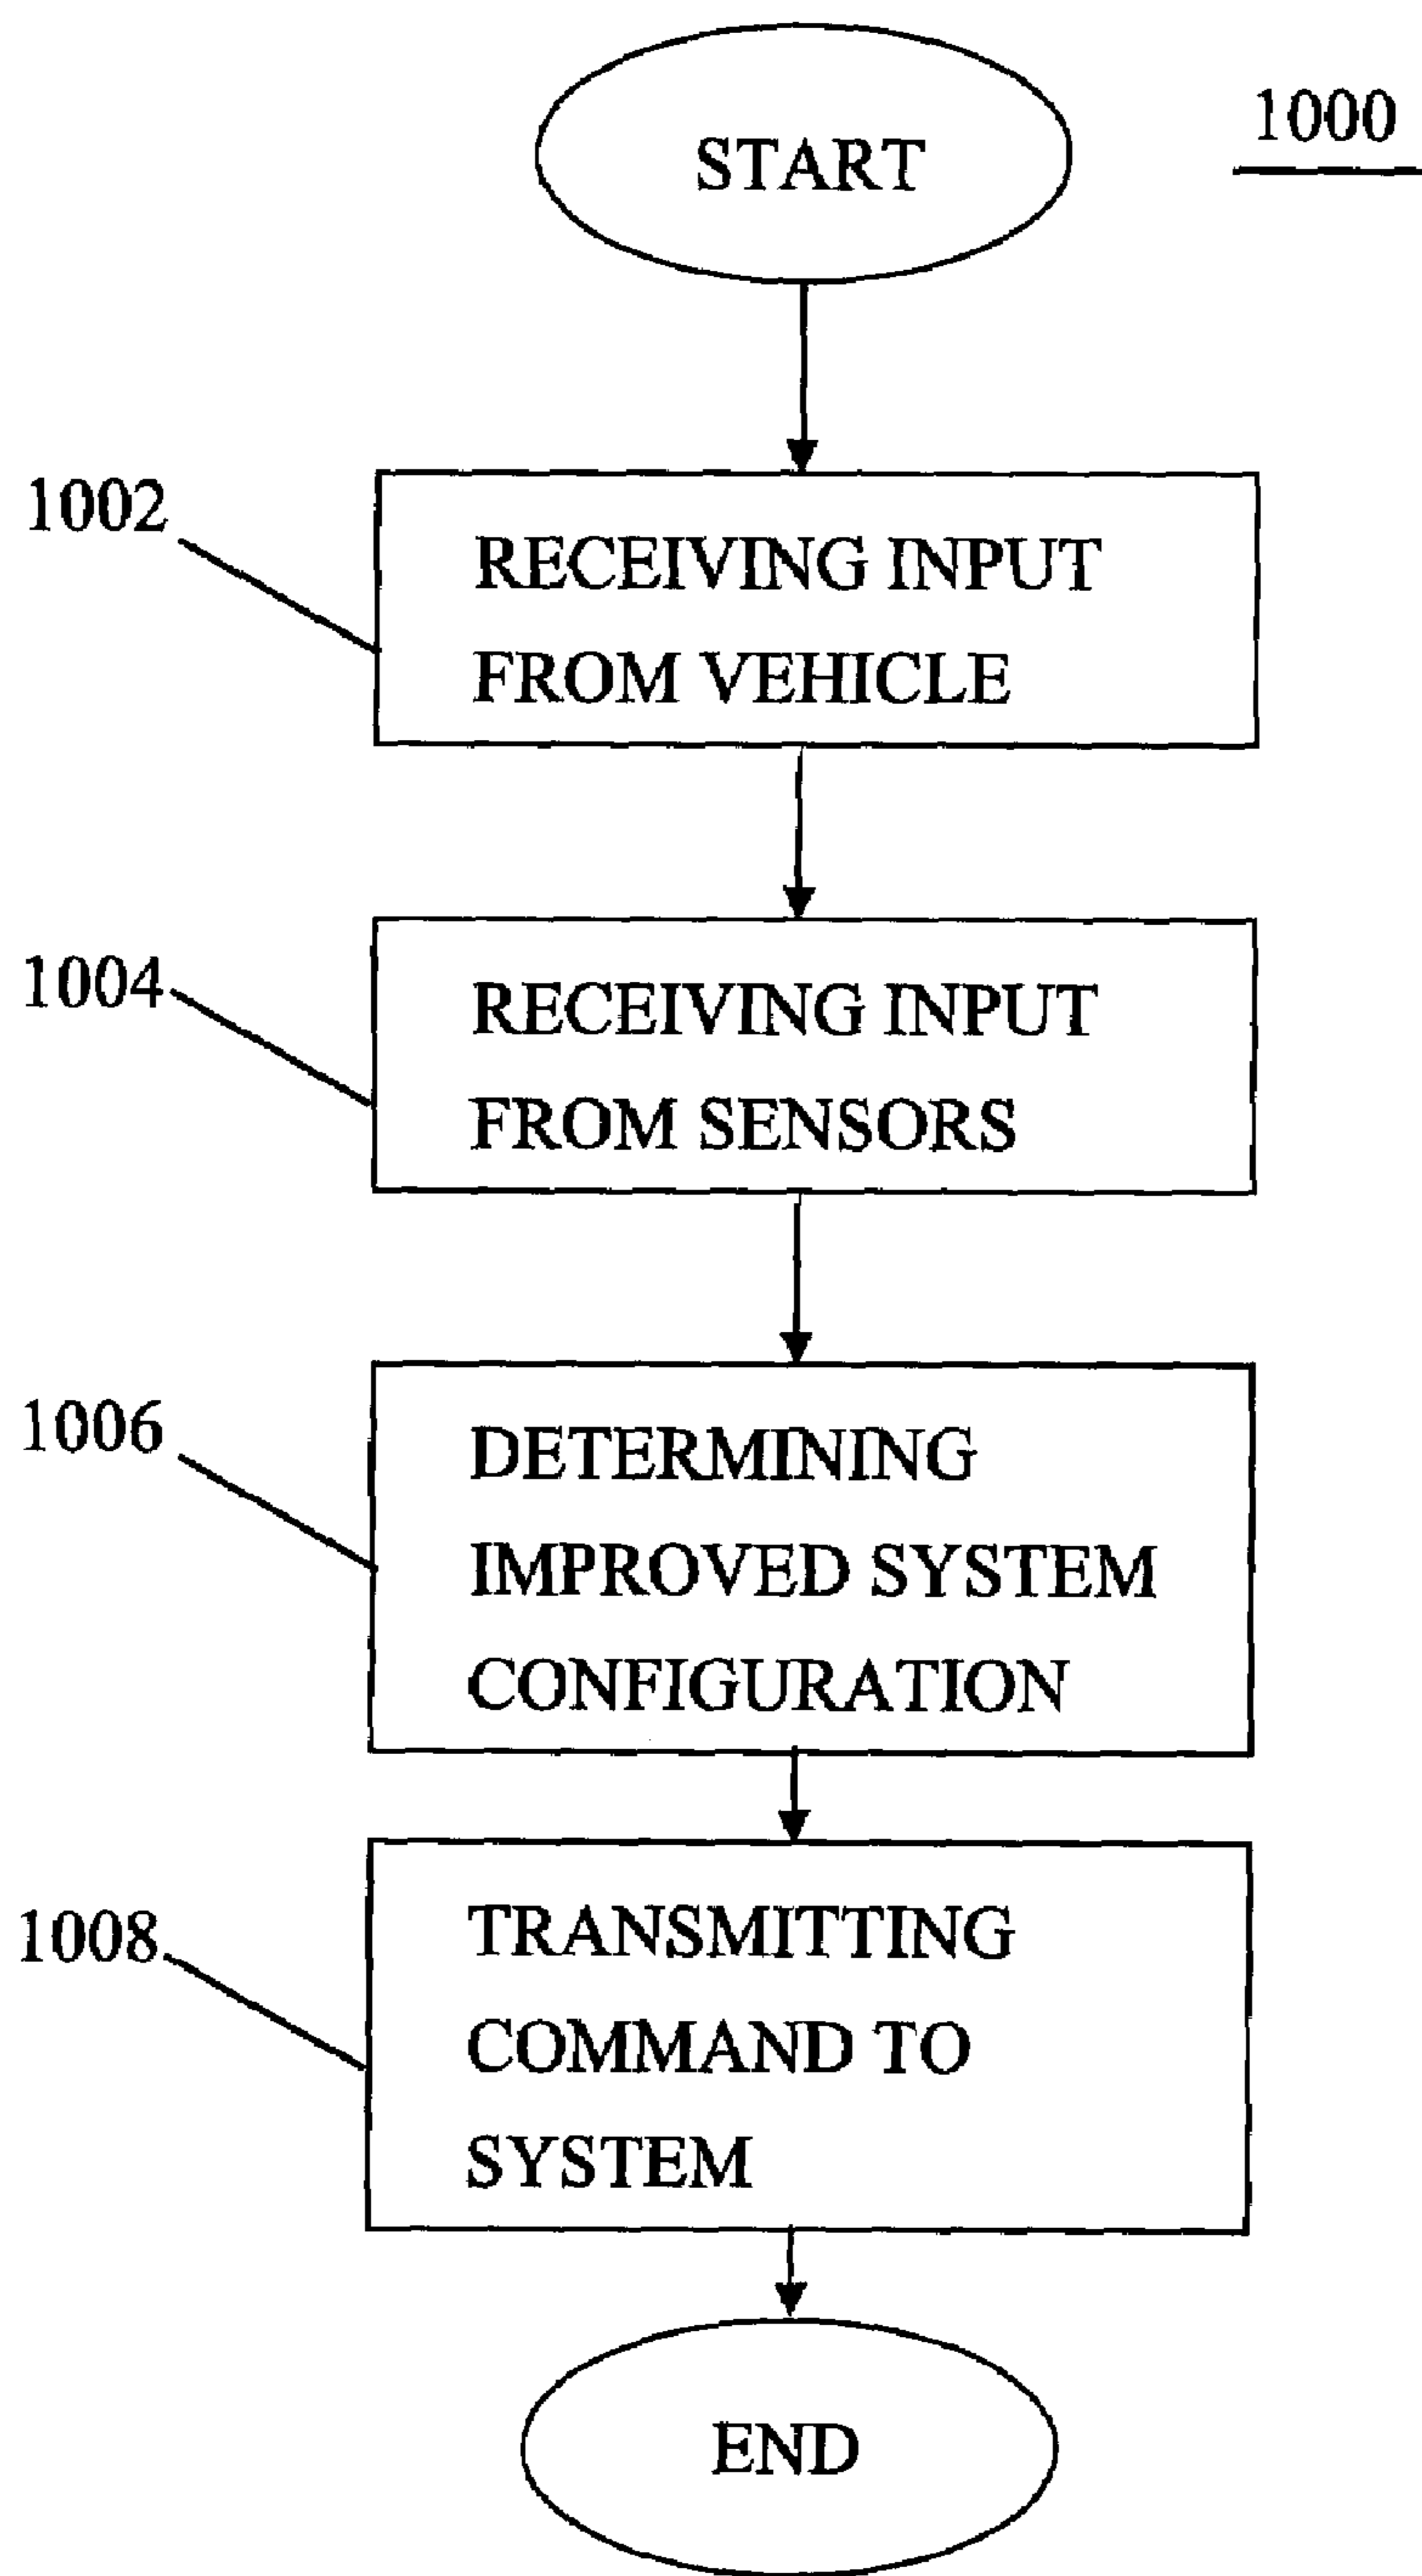 START
1000
1002
RECEIVING INPUT
FROM VEHICLE
1004
RECEIVING INPUT
FROM SENSORS
1006
DETERMINING
IMPROVED SYSTEM
CONFIGURATION
1008
TRANSMITTING
COMMAND TO
SYSTEM
END